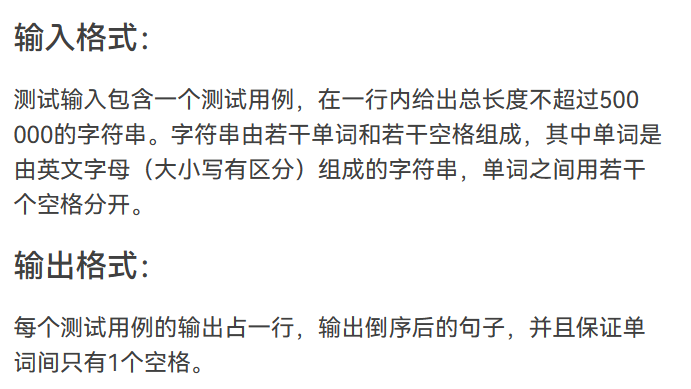 输入格式：
测试输入包含一个测试用例，在一行内给出总长度不超过500
000的字符串。字符串由若干单词和若干空格组成，其中单词是
由英文字母（大小写有区分）组成的字符串，单词之间用若干
个空格分开。
输出格式：
每个测试用例的输出占一行，输出倒序后的句子，并且保证单
词间只有1个空格。